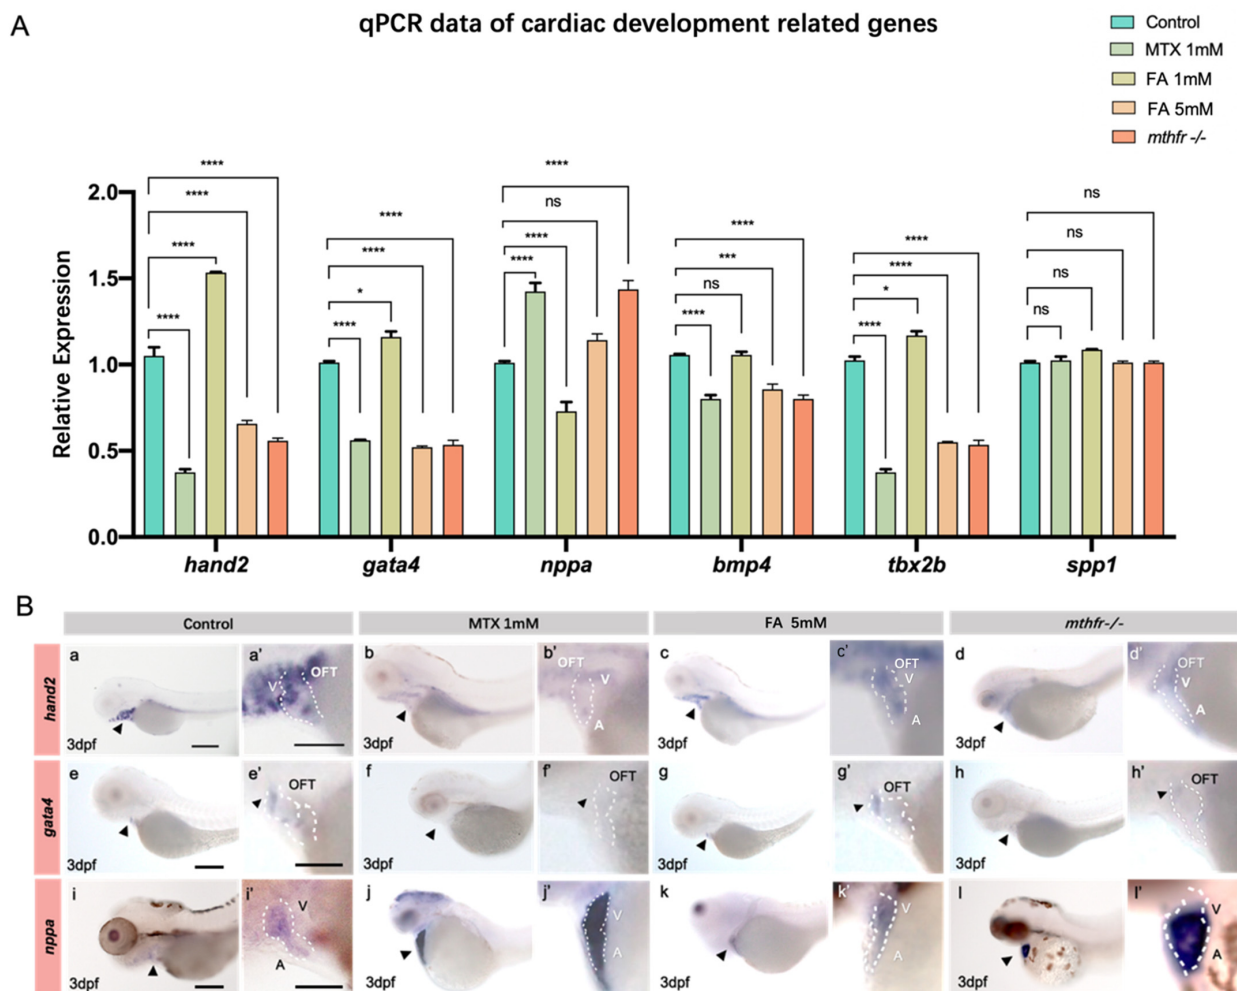 A
qPCR data of cardiac development related genes
Control
MTX 1mM
FA 1mM
FA 5mM
mthfr -/-
Relative Expression
2.0
1.5
1.0
0.5
0.0
****
****
****
****
****
****
*
****
****
ns
****
****
****
***
ns
****
****
****
*
****
ns
ns
ns
ns
hand2 gata4 nppa bmp4 tbx2b spp1
B
Control MTX 1mM FA 5mM mthfr-/-
hand2
a a' b b' c c' d d'
V OFT OFT V A OFT V A OFT V A
3dpf 3dpf 3dpf 3dpf
gata4
e e' f f' g g' h h'
OFT OFT OFT OFT
3dpf 3dpf 3dpf 3dpf
nppa
i i' j j' k k' l l'
V A V A V A V A
3dpf 3dpf 3dpf 3dpf